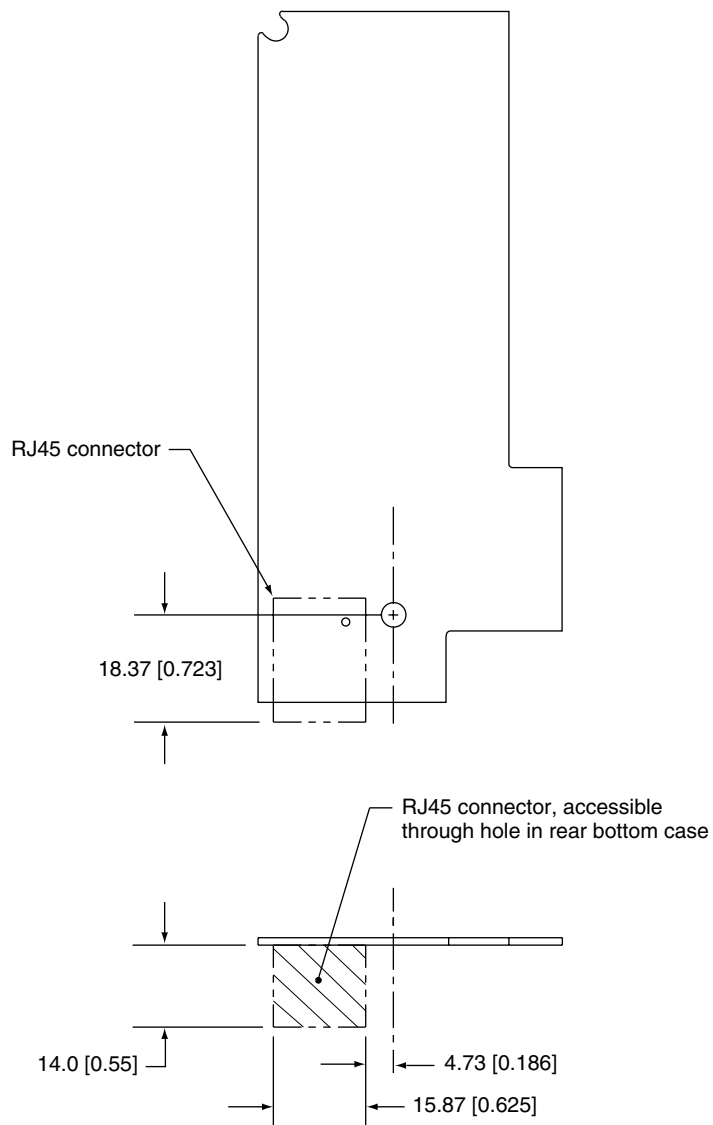 RJ45 connector
18.37 [0.723]
RJ45 connector, accessible
through hole in rear bottom case
14.0 [0.55]
4.73 [0.186]
15.87 [0.625]